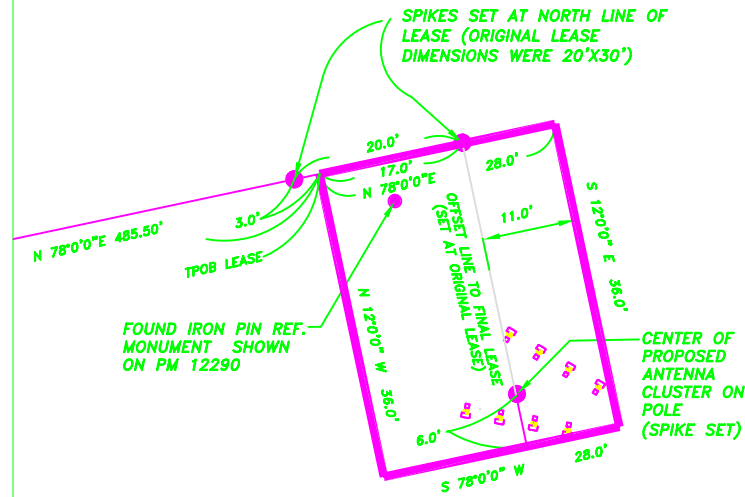 SPIKES SET AT NORTH LINE OF
LEASE (ORIGINAL LEASE
DIMENSIONS WERE 20'X30')
20.0'
17.0'
28.0'
N 78°0'0"E
3.0'
N 78°0'0"E 485.50'
TPOB LEASE
11.0'
S 12°0'0" E 36.0'
OFFSET LINE TO FINAL LEASE
(SET AT ORIGINAL LEASE)
N 12°0'0" W 36.0'
FOUND IRON PIN REF.
MONUMENT SHOWN
ON PM 12290
CENTER OF
PROPOSED
ANTENNA
CLUSTER ON
POLE
(SPIKE SET)
6.0'
S 78°0'0" W
28.0'